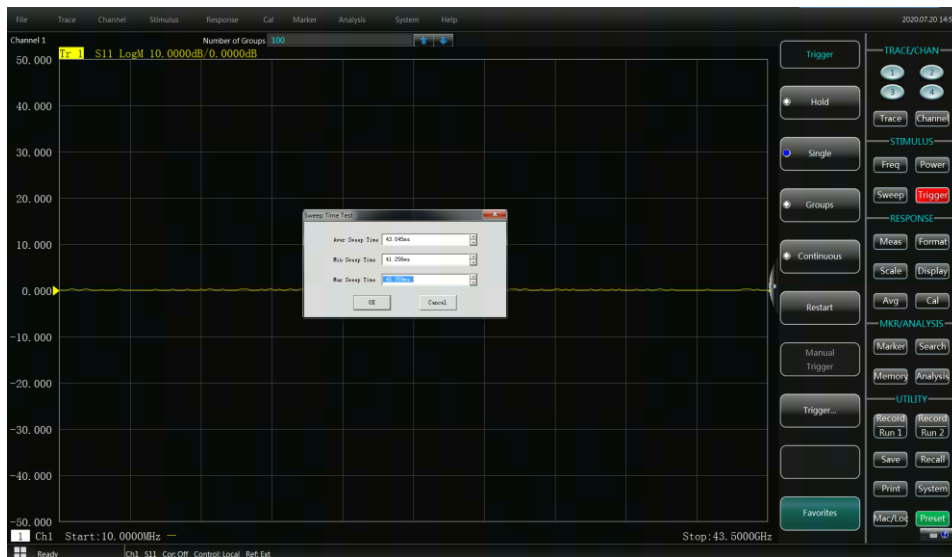 File Trace Channel Stimulus Response Cal Marker Analysis System Help
2020.07.20 14:5
Channel 1
Number of Groups 100
Tr 1 S11 LogM 10.0000dB/0.0000dB
50.000
40.000
30.000
20.000
10.000
0.000
-10.000
-20.000
-30.000
-40.000
-50.000
1 Ch1 Start:10.0000MHz —
Stop:43.5000GHz
Ready Ch1 S11 Cor: Off Control: Local Ref: Ext
Sweep Time Test
Aver Sweep Time 43.045ms
Min Sweep Time 41.256ms
Max Sweep Time
OK Cancel
Trigger
Hold
Single
Groups
Continuous
Restart
Manual
Trigger
Trigger...
Favorites
TRACE/CHAN
1 2
3 4
Trace Channel
STIMULUS
Freq Power
Sweep Trigger
RESPONSE
Meas Format
Scale Display
Avg Cal
MKR/ANALYSIS
Marker Search
Memory Analysis
UTILITY
Record Record
Run 1 Run 2
Save Recall
Print System
Mac/Loc Preset